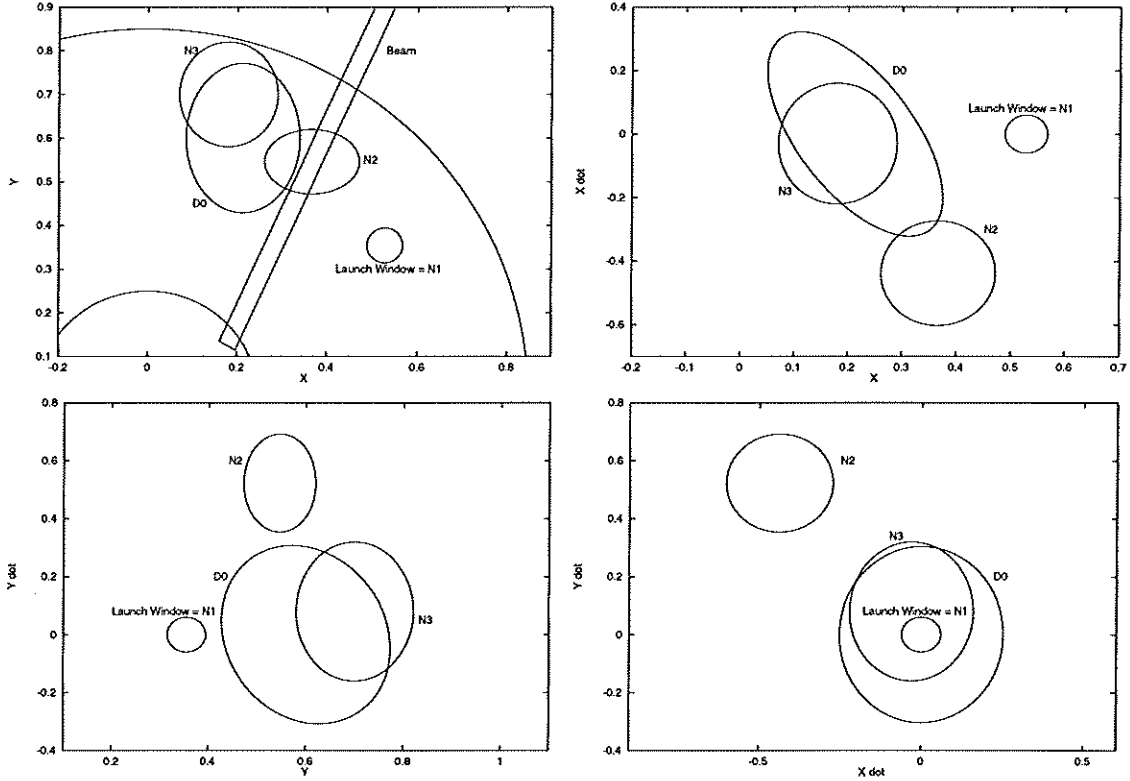 0.9
0.8
0.7
0.6
0.5
0.4
0.3
0.2
0.1
Y
N3
Beam
N2
D0
Launch Window = N1
-0.2 0 0.2 0.4 0.6 0.8
X
0.4
0.2
0
-0.2
-0.4
-0.6
X dot
D0
Launch Window = N1
N3
N2
-0.2 -0.1 0 0.1 0.2 0.3 0.4 0.5 0.6 0.7
X
0.8
0.6
0.4
0.2
0
-0.2
-0.4
Y dot
N2
D0
Launch Window = N1
N3
0.2 0.4 0.6 0.8 1
Y
0.8
0.6
0.4
0.2
0
-0.2
-0.4
Y dot
N2
N3
D0
Launch Window = N1
-0.5 0 0.5
X dot